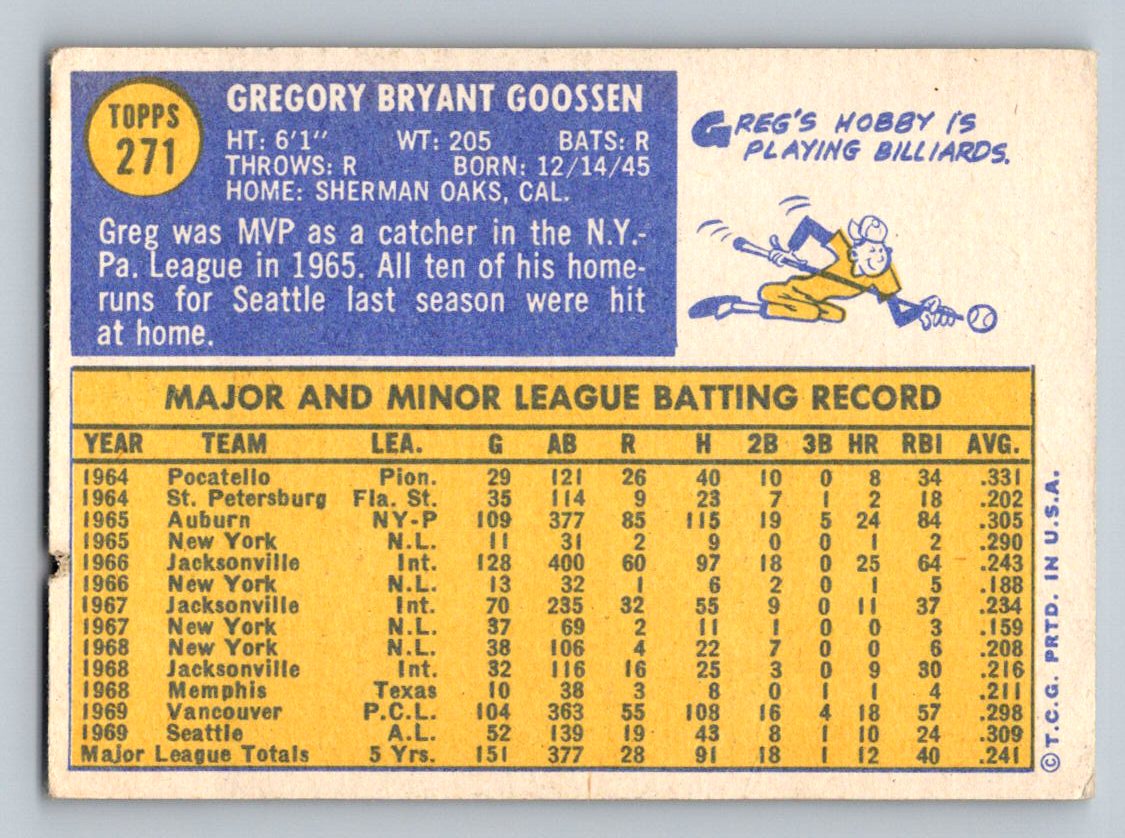 TOPPS
271
GREGORY BRYANT GOOSSEN
HT: 6'1" WT: 205 BATS: R
THROWS: R BORN: 12/14/45
HOME: SHERMAN OAKS, CAL.
Greg was MVP as a catcher in the N.Y.-
Pa. League in 1965. All ten of his home-
runs for Seattle last season were hit
at home.
GREG'S HOBBY IS
PLAYING BILLIARDS.
MAJOR AND MINOR LEAGUE BATTING RECORD
YEAR TEAM LEA. G AB R H 2B 3B HR RBI AVG.
1964 Pocatello Pion. 29 121 26 40 10 0 8 34 .331
1964 St. Petersburg Fla. St. 35 114 9 23 7 1 2 18 .202
1965 Auburn NY-P 109 377 85 115 19 5 24 84 .305
1965 New York N.L. 11 31 2 9 0 0 1 2 .290
1966 Jacksonville Int. 128 400 60 97 18 0 25 64 .243
1966 New York N.L. 13 32 1 6 2 0 1 5 .188
1967 Jacksonville Int. 70 235 32 55 9 0 11 37 .234
1967 New York N.L. 37 69 2 11 1 0 0 3 .159
1968 New York N.L. 38 106 4 22 7 0 0 6 .208
1968 Jacksonville Int. 32 116 16 25 3 0 9 30 .216
1968 Memphis Texas 10 38 3 8 0 1 1 4 .211
1969 Vancouver P.C.L. 104 363 55 108 16 4 18 57 .298
1969 Seattle A.L. 52 139 19 43 8 1 10 24 .309
Major League Totals 5 Yrs. 151 377 28 91 18 1 12 40 .241
© T.C.G. PRTD. IN U.S.A.